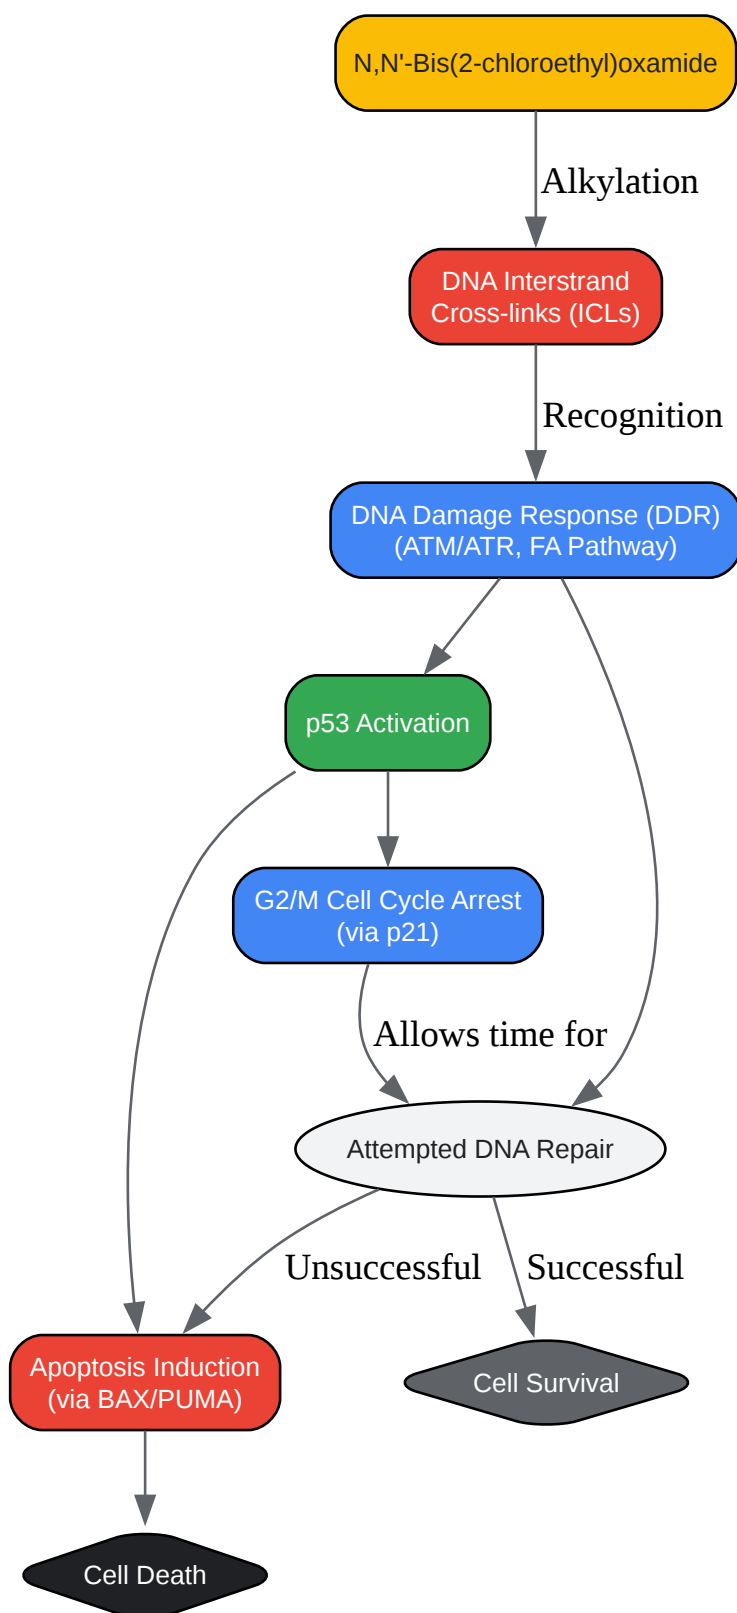 N,N'-Bis(2-chloroethyl)oxamide
Alkylation
DNA Interstrand
Cross-links (ICLs)
Recognition
DNA Damage Response (DDR)
(ATM/ATR, FA Pathway)
p53 Activation
G2/M Cell Cycle Arrest
(via p21)
Allows time for
Attempted DNA Repair
Unsuccessful
Successful
Apoptosis Induction
(via BAX/PUMA)
Cell Survival
Cell Death